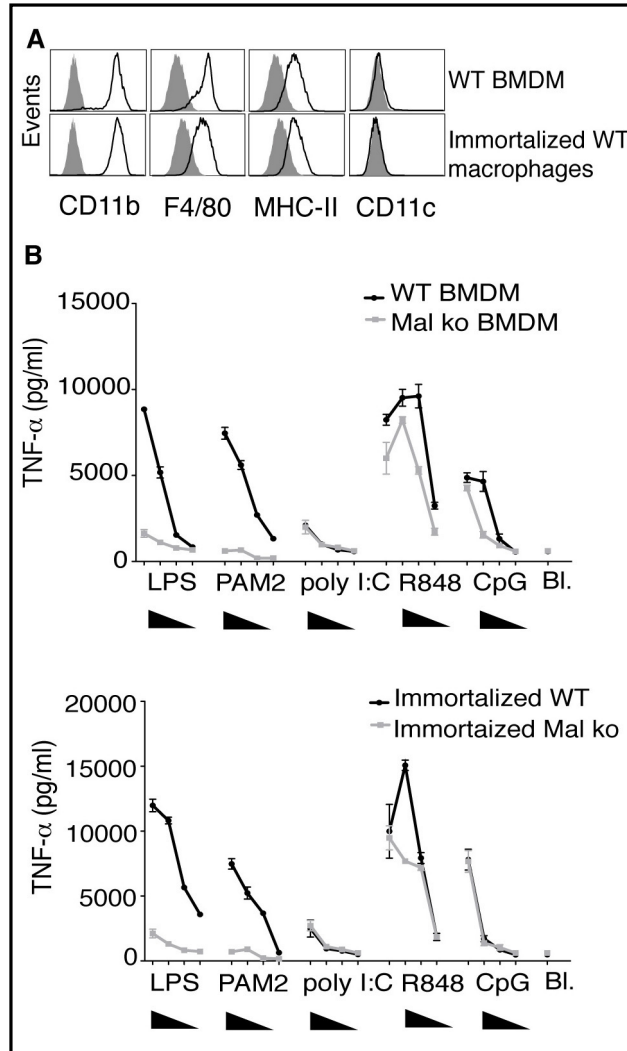 A
Events
WT BMDM
Immortalized WT
macrophages
CD11b F4/80 MHC-II CD11c
B
15000
10000
5000
0
TNF-α (pg/ml)
WT BMDM
Mal ko BMDM
LPS PAM2 poly I:C R848 CpG Bl.
20000
15000
10000
5000
0
TNF-α (pg/ml)
Immortalized WT
Immortaized Mal ko
LPS PAM2 poly I:C R848 CpG Bl.